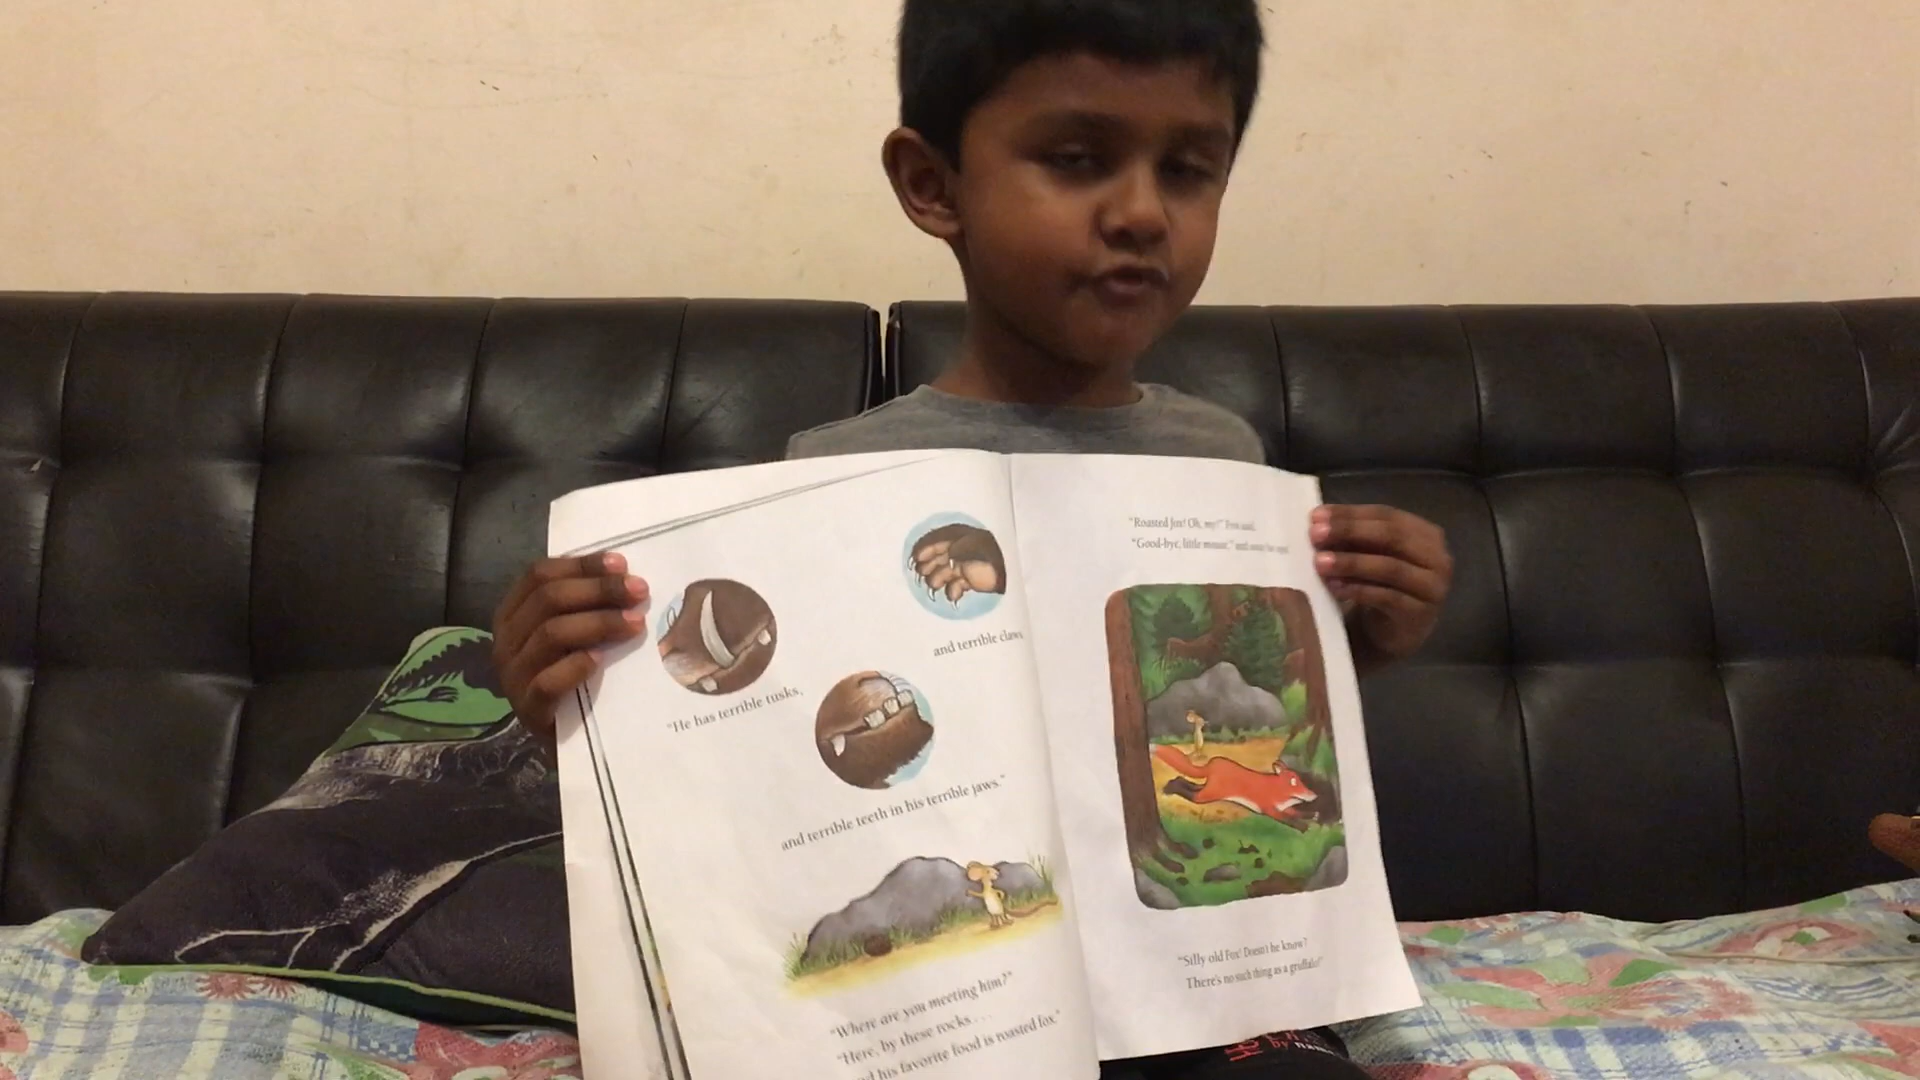 "He has terrible tusks,
and terrible claws,
and terrible teeth in his terrible jaws."
"Where are you meeting him?"
"Here, by these rocks . . .
his favorite food is roasted fox."
"Roasted fox! Oh, my!" Fox said.
"Good-bye, little mouse," and away he
"Silly old Fox! Doesn't he know?
There's no such thing as a gruffalo!"